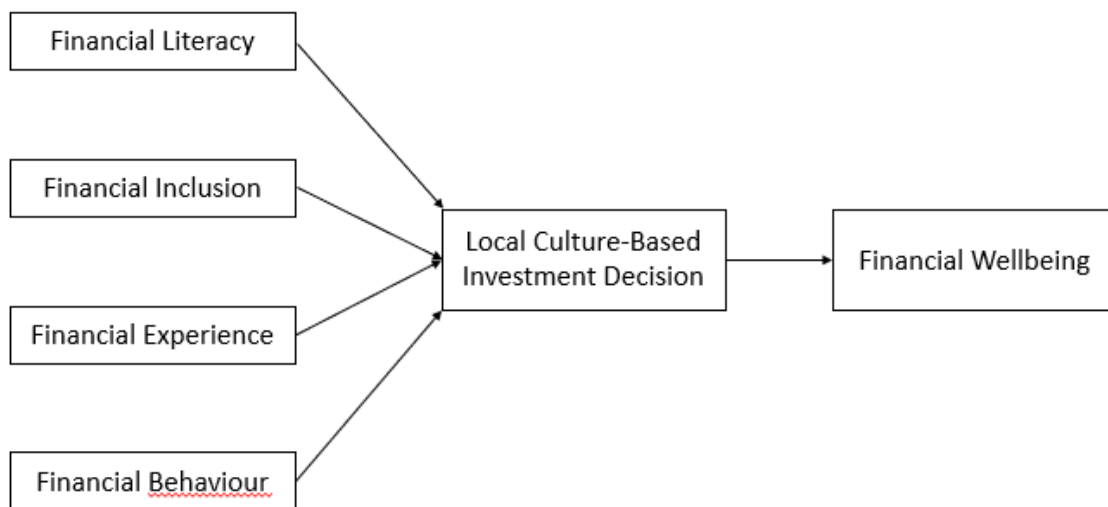 Financial Literacy
Financial Inclusion
Local Culture-Based
Investment Decision
Financial Wellbeing
Financial Experience
Financial Behaviour